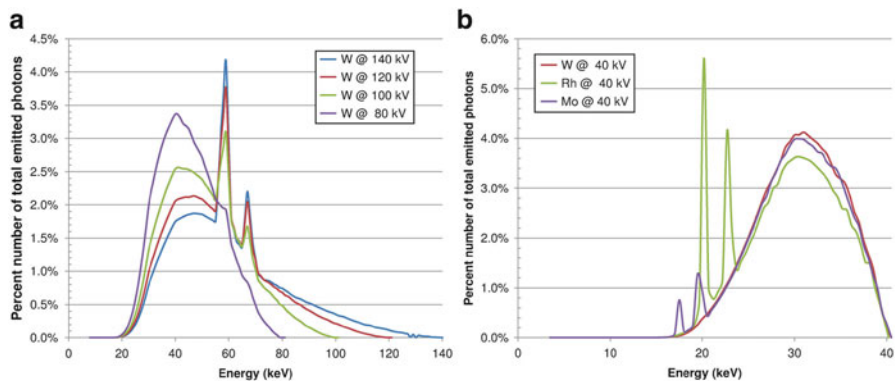 a
4.5%
4.0%
3.5%
3.0%
2.5%
2.0%
1.5%
1.0%
0.5%
0.0%
0 20 40 60 80 100 120 140
Percent number of total emitted photons
Energy (keV)
W @ 140 kV
W @ 120 kV
W @ 100 kV
W @ 80 kV
b
6.0%
5.0%
4.0%
3.0%
2.0%
1.0%
0.0%
0 10 20 30 40
Percent number of total emitted photons
Energy (keV)
W @ 40 kV
Rh @ 40 kV
Mo @ 40 kV